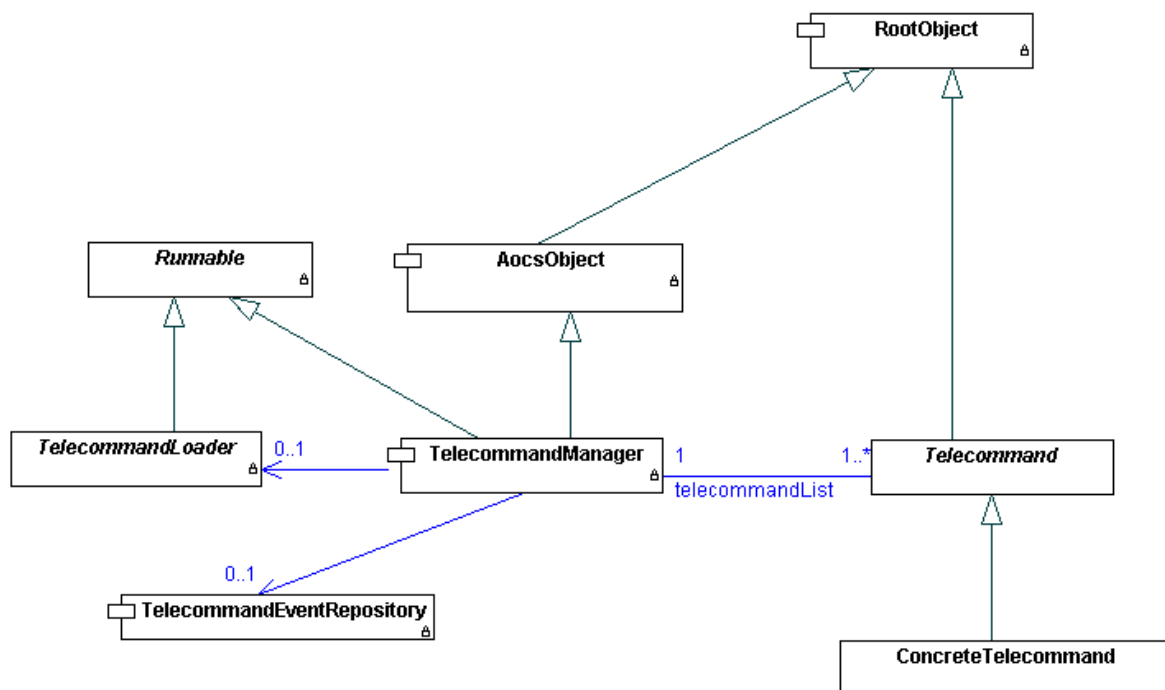 RootObject
Runnable
AocsObject
TelecommandLoader
0..1
TelecommandManager
1
1..*
telecommandList
Telecommand
0..1
TelecommandEventRepository
ConcreteTelecommand